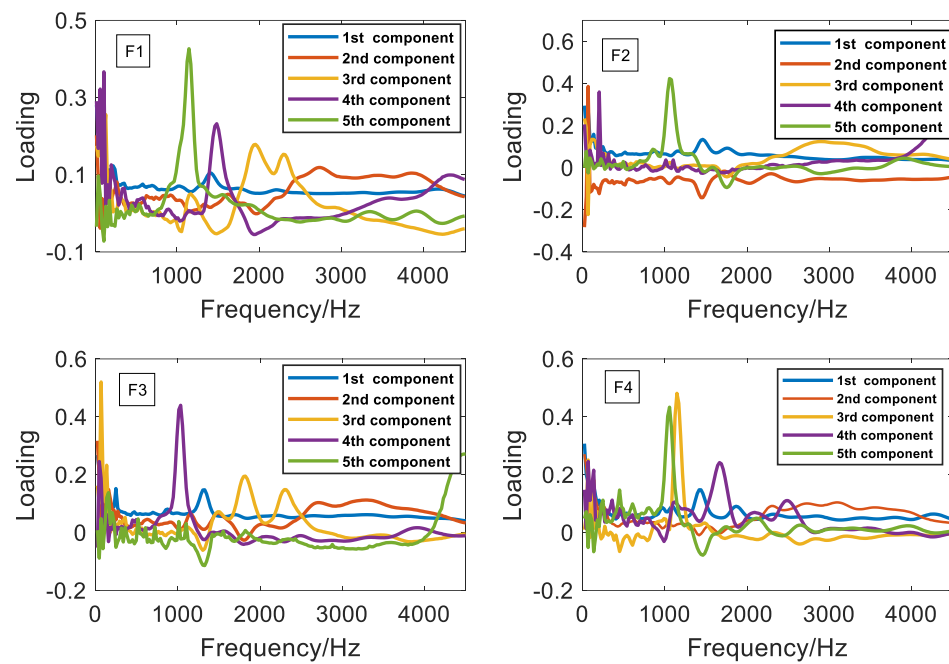 0.5
0.3
0.1
-0.1
Loading
F1
1st component
2nd component
3rd component
4th component
5th component
1000 2000 3000 4000
Frequency/Hz
0.6
0.4
0.2
0
-0.2
-0.4
Loading
F2
1st component
2nd component
3rd component
4th component
5th component
0 1000 2000 3000 4000
Frequency/Hz
0.6
0.4
0.2
0
-0.2
Loading
F3
1st component
2nd component
3rd component
4th component
5th component
0 1000 2000 3000 4000
Frequency/Hz
0.6
0.4
0.2
0
-0.2
Loading
F4
1st component
2nd component
3rd component
4th component
5th component
0 1000 2000 3000 4000
Frequency/Hz